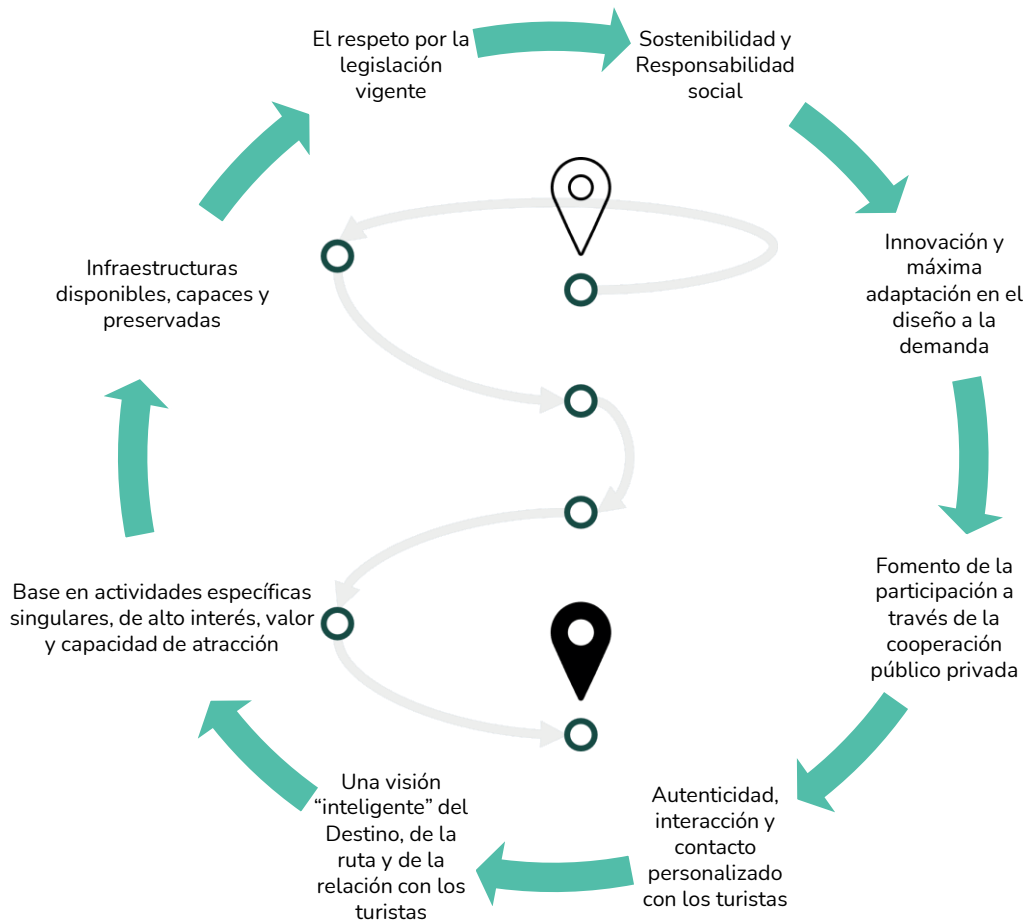 El respeto por la
legislación
vigente
Sostenibilidad y
Responsabilidad
social
Innovación y
máxima
adaptación en el
diseño a la
demanda
Fomento de la
participación a
través de la
cooperación
público privada
Autenticidad,
interacción y
contacto
personalizado
con los turistas
Una visión
“inteligente” del
Destino, de la
ruta y de la
relación con los
turistas
Base en actividades específicas
singulares, de alto interés, valor
y capacidad de atracción
Infraestructuras
disponibles, capaces y
preservadas